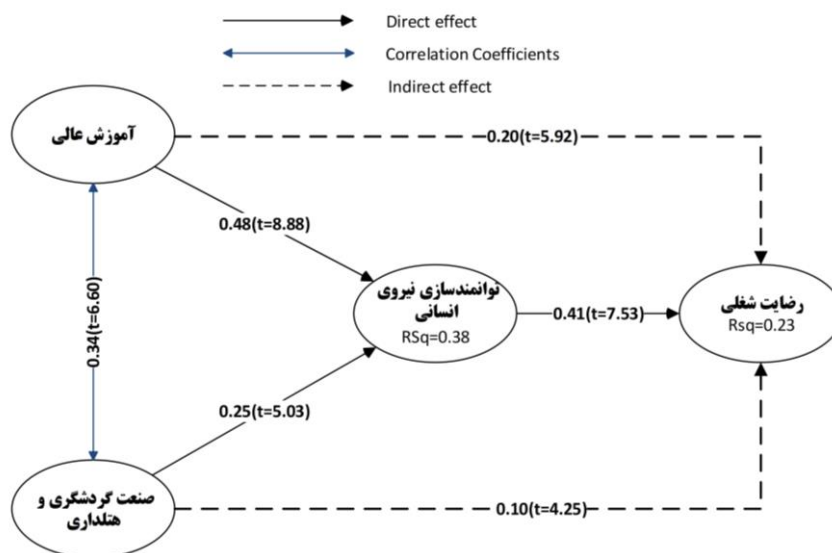 Direct effect
Correlation Coefficients
Indirect effect
آموزش عالی
0.20(t=5.92)
0.48(t=8.88)
0.34(t=6.60)
توانمندسازی نیروی
انسانی
RSq=0.38
0.41(t=7.53)
رضایت شغلی
Rsq=0.23
0.25(t=5.03)
صنعت گردشگری و
هتلداری
0.10(t=4.25)